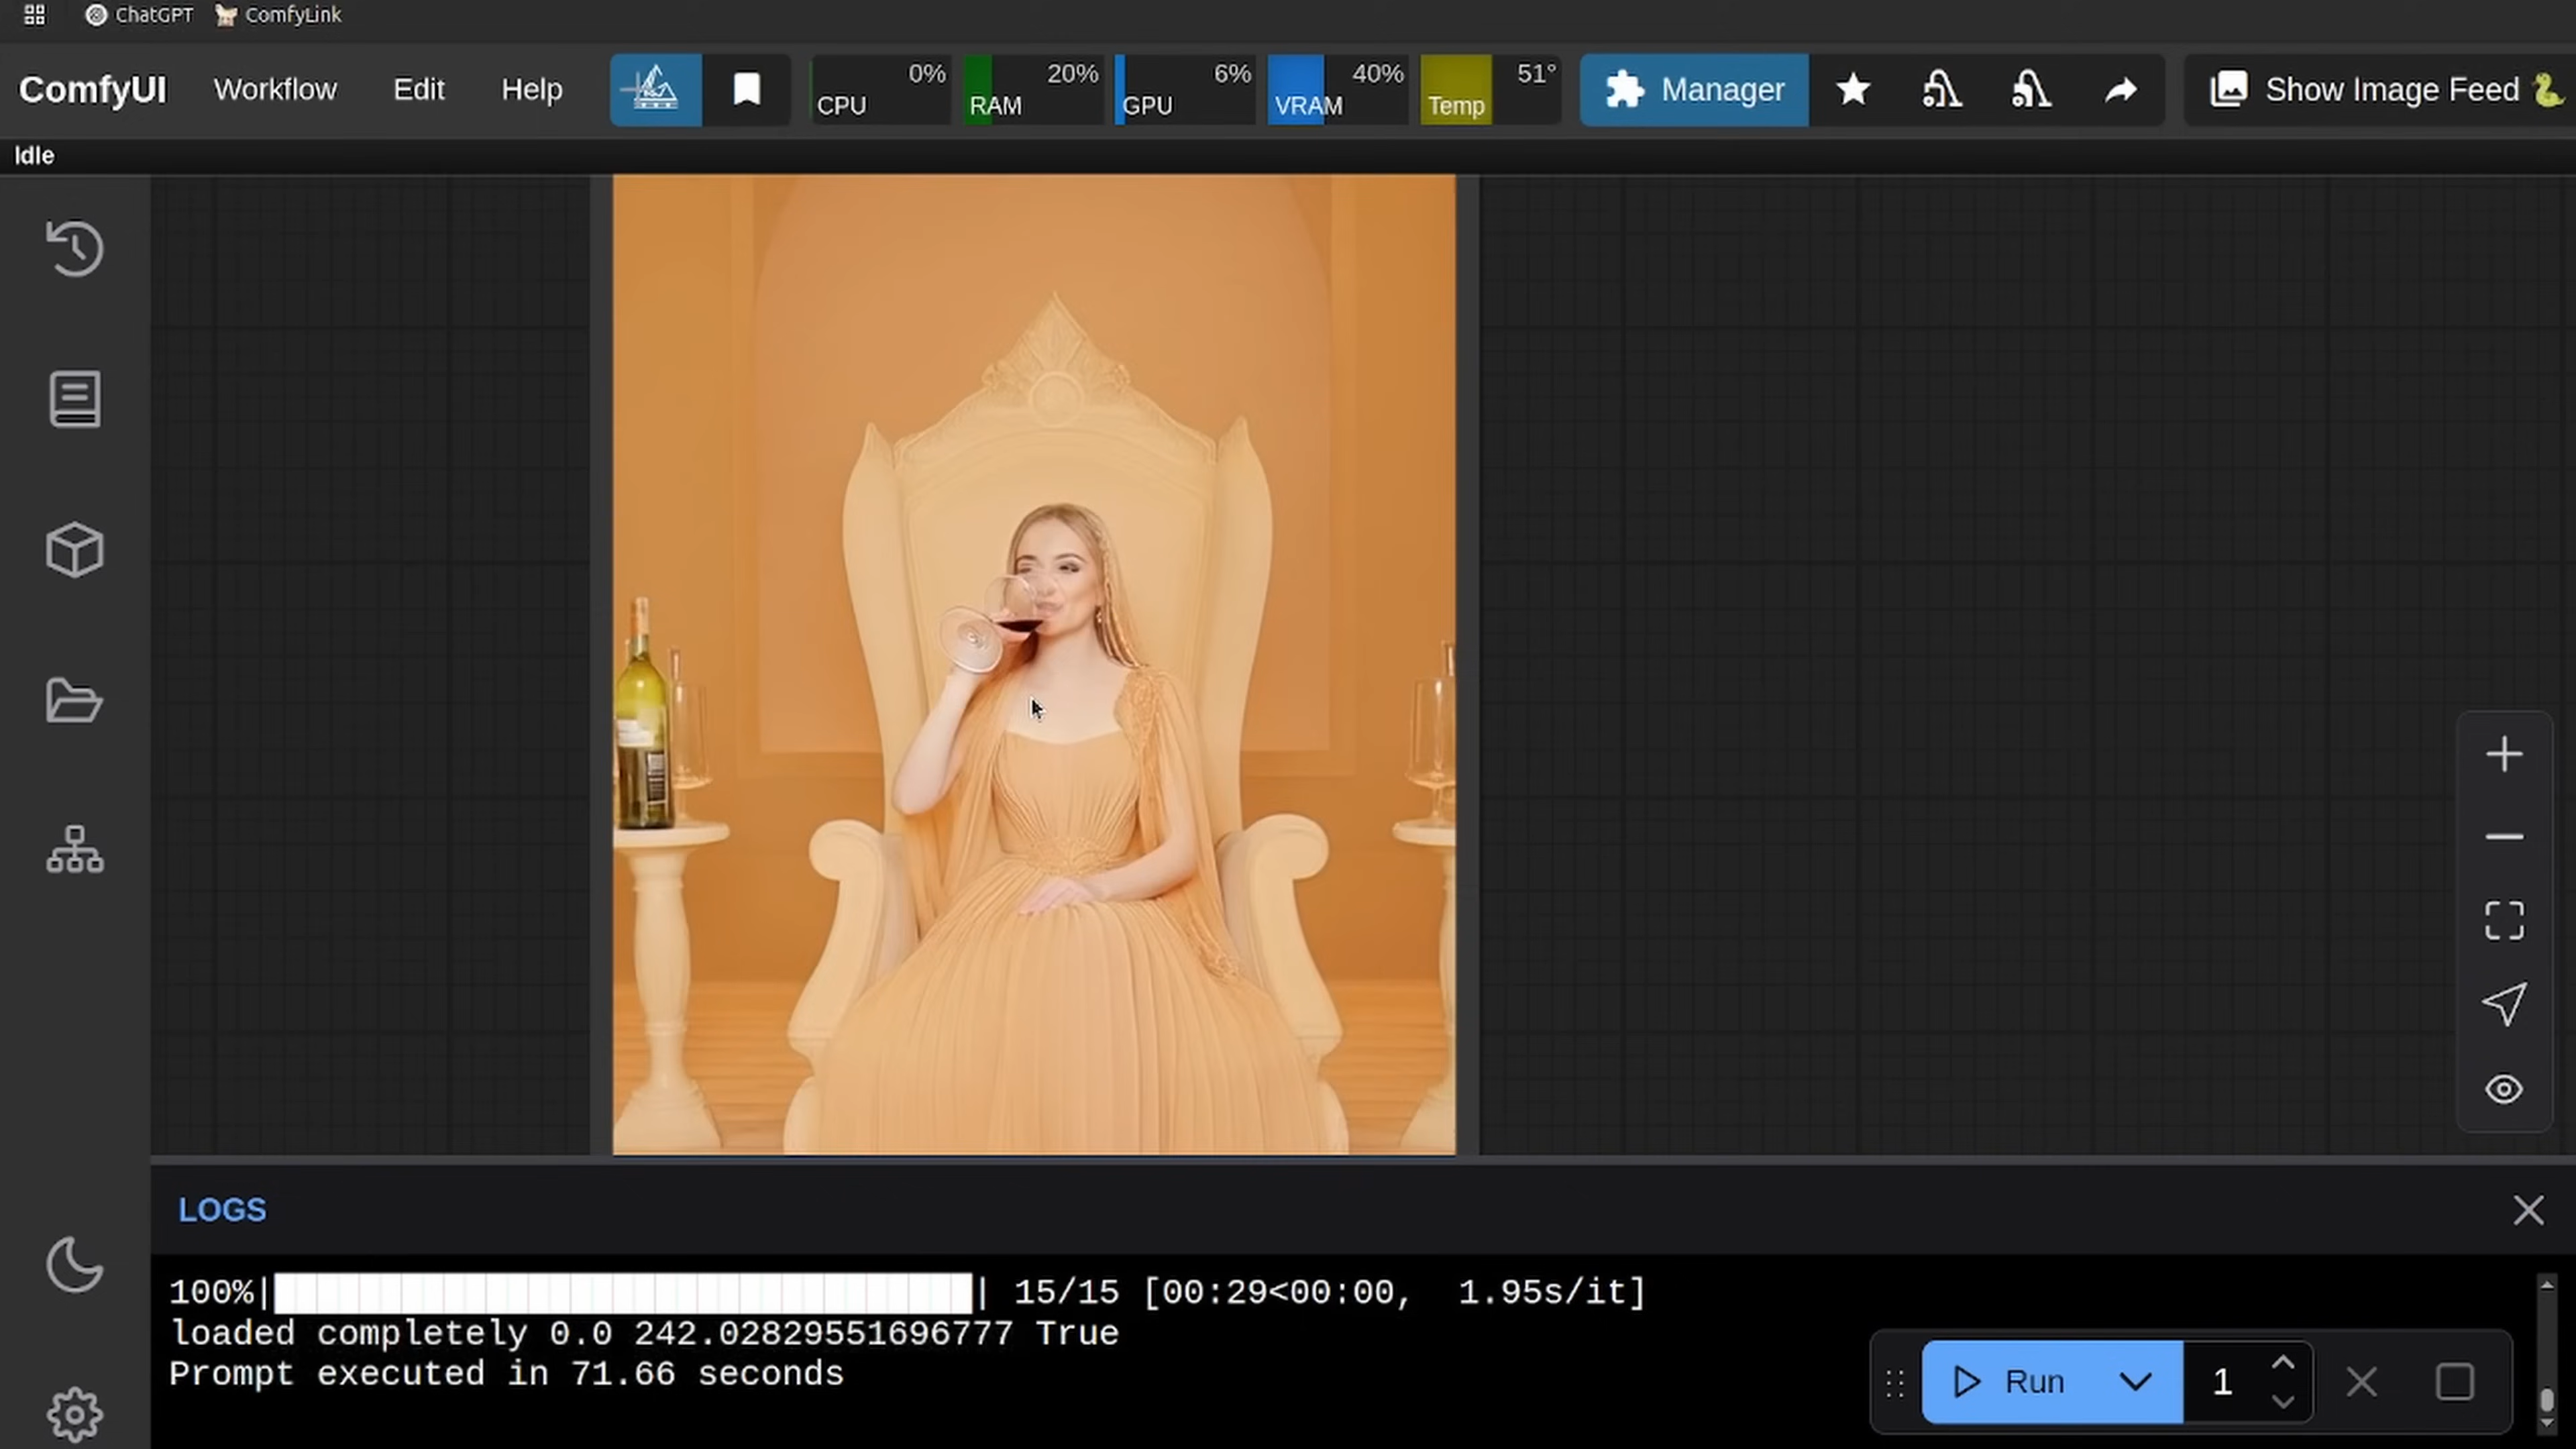 ChatGPT ComfyLink
ComfyUI Workflow Edit Help CPU 0% RAM 20% GPU 6% VRAM 40% Temp 51° Manager Show Image Feed 🐍
Idle
LOGS
100%|██████████| 15/15 [00:29<00:00, 1.95s/it]
loaded completely 0.0 242.02829551696777 True
Prompt executed in 71.66 seconds
Run 1